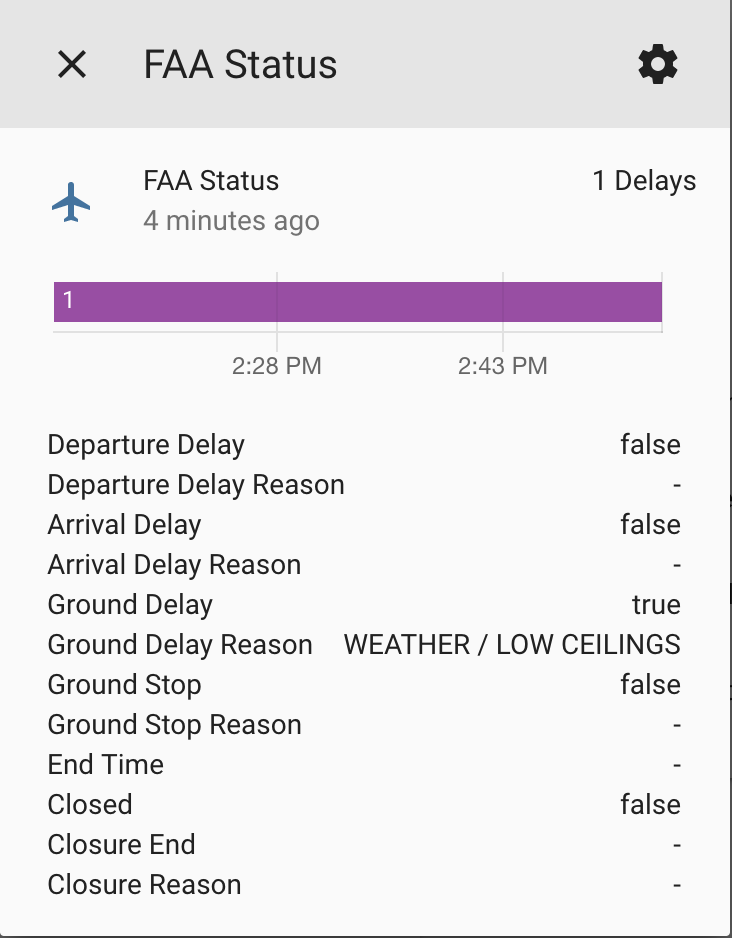 FAA Status
FAA Status 1 Delays
4 minutes ago
1
2:28 PM 2:43 PM
Departure Delay false
Departure Delay Reason -
Arrival Delay false
Arrival Delay Reason -
Ground Delay true
Ground Delay Reason WEATHER / LOW CEILINGS
Ground Stop false
Ground Stop Reason -
End Time -
Closed false
Closure End -
Closure Reason -